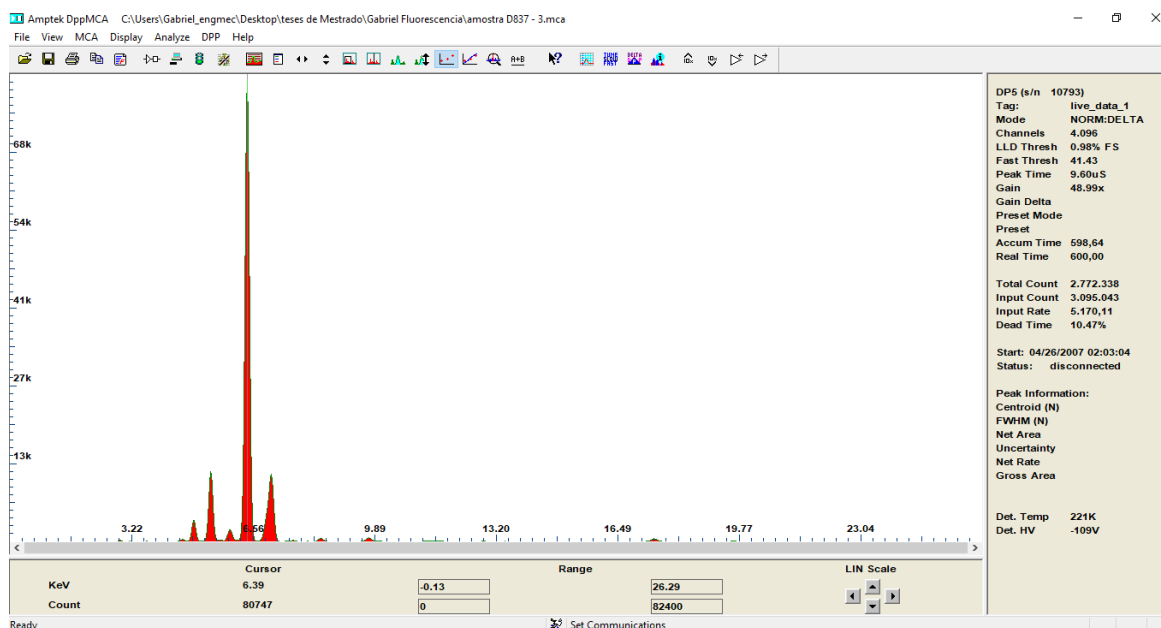 Amptek DppMCA C:\Users\Gabriel_engmec\Desktop\teses de Mestrado\Gabriel Fluorescencia\amostra D837 - 3.mca
File View MCA Display Analyze DPP Help
A+B
68k
54k
41k
27k
13k
3.22 6.56 9.89 13.20 16.49 19.77 23.04
DP5 (s/n 10793)
Tag: live_data_1
Mode NORM:DELTA
Channels 4.096
LLD Thresh 0.98% FS
Fast Thresh 41.43
Peak Time 9.60uS
Gain 48.99x
Gain Delta
Preset Mode
Preset
Accum Time 598,64
Real Time 600,00
Total Count 2.772.338
Input Count 3.095.043
Input Rate 5.170,11
Dead Time 10.47%
Start: 04/26/2007 02:03:04
Status: disconnected
Peak Information:
Centroid (N)
FWHM (N)
Net Area
Uncertainty
Net Rate
Gross Area
Det. Temp 221K
Det. HV -109V
Cursor Range LIN Scale
KeV 6.39 -0.13 26.29
Count 80747 0 82400
Ready Set Communications